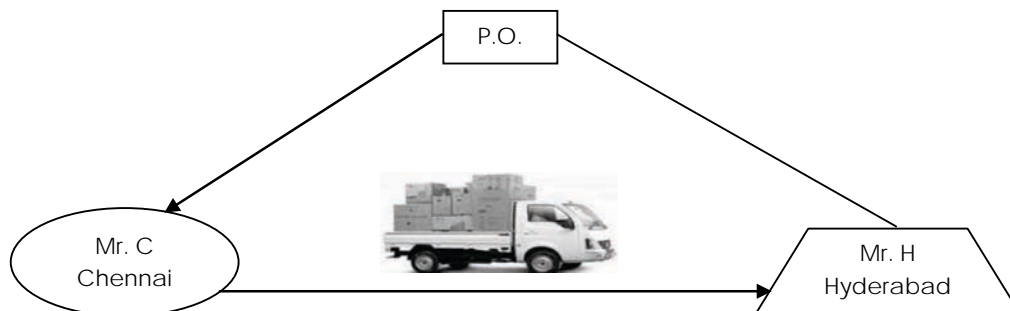 P.O.
Mr. C
Chennai
Mr. H
Hyderabad